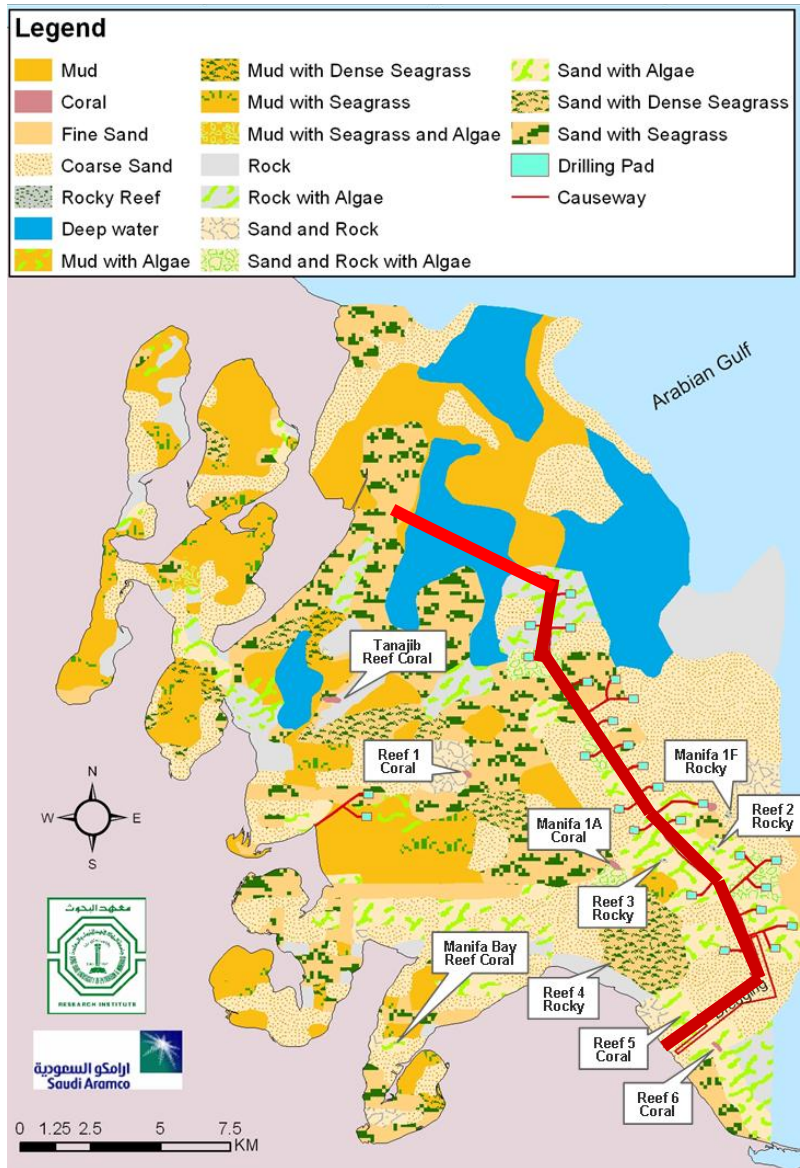 Legend
Mud
Coral
Fine Sand
Coarse Sand
Rocky Reef
Deep water
Mud with Algae
Mud with Dense Seagrass
Mud with Seagrass
Mud with Seagrass and Algae
Rock
Rock with Algae
Sand and Rock
Sand and Rock with Algae
Sand with Algae
Sand with Dense Seagrass
Sand with Seagrass
Drilling Pad
Causeway
Arabian Gulf
Tanajib
Reef Coral
Reef 1
Coral
Manifa 1F
Rocky
Reef 2
Rocky
Manifa 1A
Coral
Reef 3
Rocky
Manifa Bay
Reef Coral
Reef 4
Rocky
Dredging
Reef 5
Coral
Reef 6
Coral
N
W
E
S
معهد البحوث
RESEARCH INSTITUTE
أرامكو السعودية
Saudi Aramco
0 1.25 2.5 5 7.5
KM